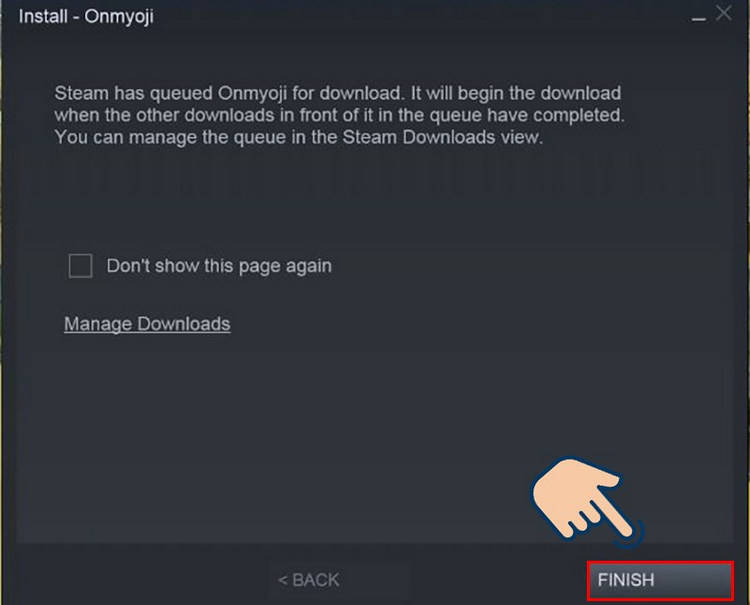 Install - Onmyoji
Steam has queued Onmyoji for download. It will begin the download
when the other downloads in front of it in the queue have completed.
You can manage the queue in the Steam Downloads view.
Don't show this page again
Manage Downloads
< BACK
FINISH